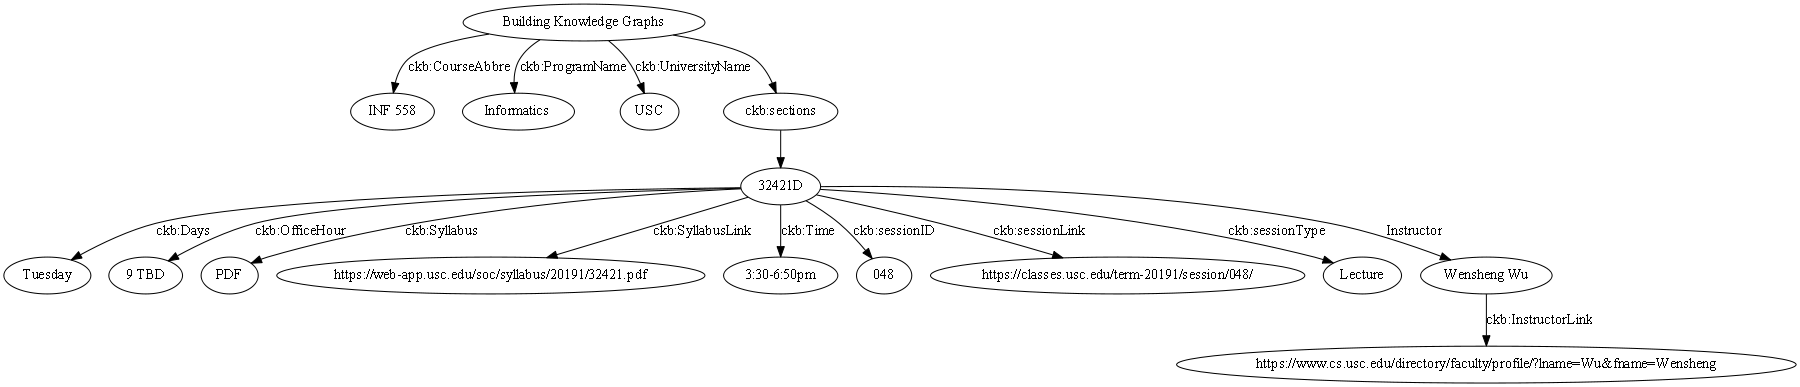 Building Knowledge Graphs
ckb:CourseAbbre
ckb:ProgramName
ckb:UniversityName
INF 558
Informatics
USC
ckb:sections
32421D
ckb:Days
ckb:OfficeHour
ckb:Syllabus
ckb:SyllabusLink
ckb:Time
ckb:sessionID
ckb:sessionLink
ckb:sessionType
Instructor
Tuesday
9 TBD
PDF
https://web-app.usc.edu/soc/syllabus/20191/32421.pdf
3:30-6:50pm
048
https://classes.usc.edu/term-20191/session/048/
Lecture
Wensheng Wu
ckb:InstructorLink
https://www.cs.usc.edu/directory/faculty/profile/?lname=Wu&fname=Wensheng